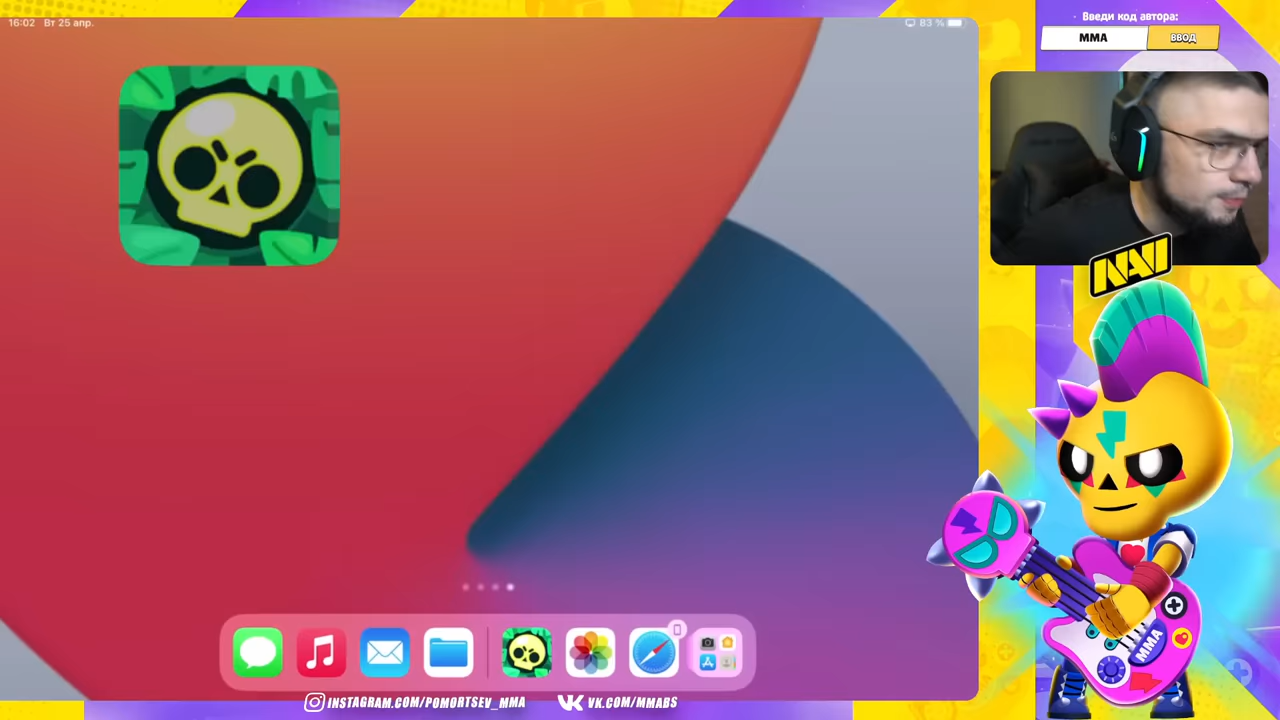 16:02 Вт 25 апр.
83 %
Введи код автора:
MMA
ВВОД
NAVI
MMA
INSTAGRAM.COM/POMORTSEV_MMA
VK.COM/MMABS